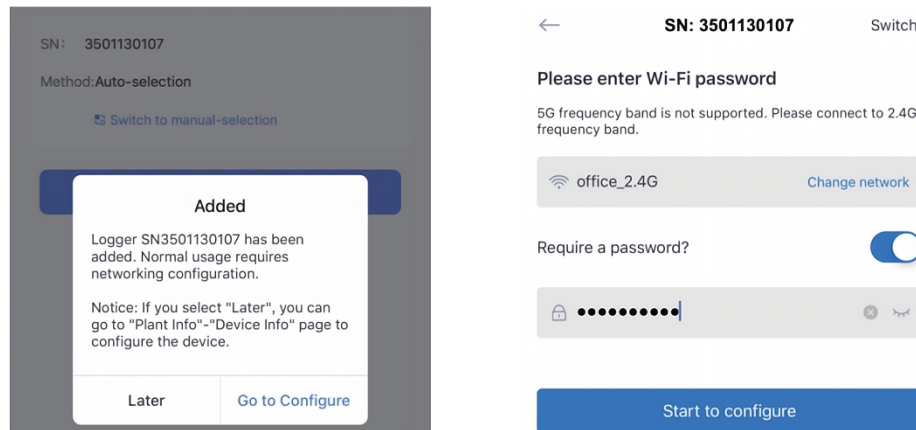 SN: 3501130107
Method:Auto-selection
Switch to manual-selection
Added
Logger SN3501130107 has been
added. Normal usage requires
networking configuration.
Notice: If you select "Later", you can
go to "Plant Info"-"Device Info" page to
configure the device.
Later
Go to Configure
SN: 3501130107
Switch
Please enter Wi-Fi password
5G frequency band is not supported. Please connect to 2.4G
frequency band.
office_2.4G
Change network
Require a password?
●●●●●●●●●●
Start to configure